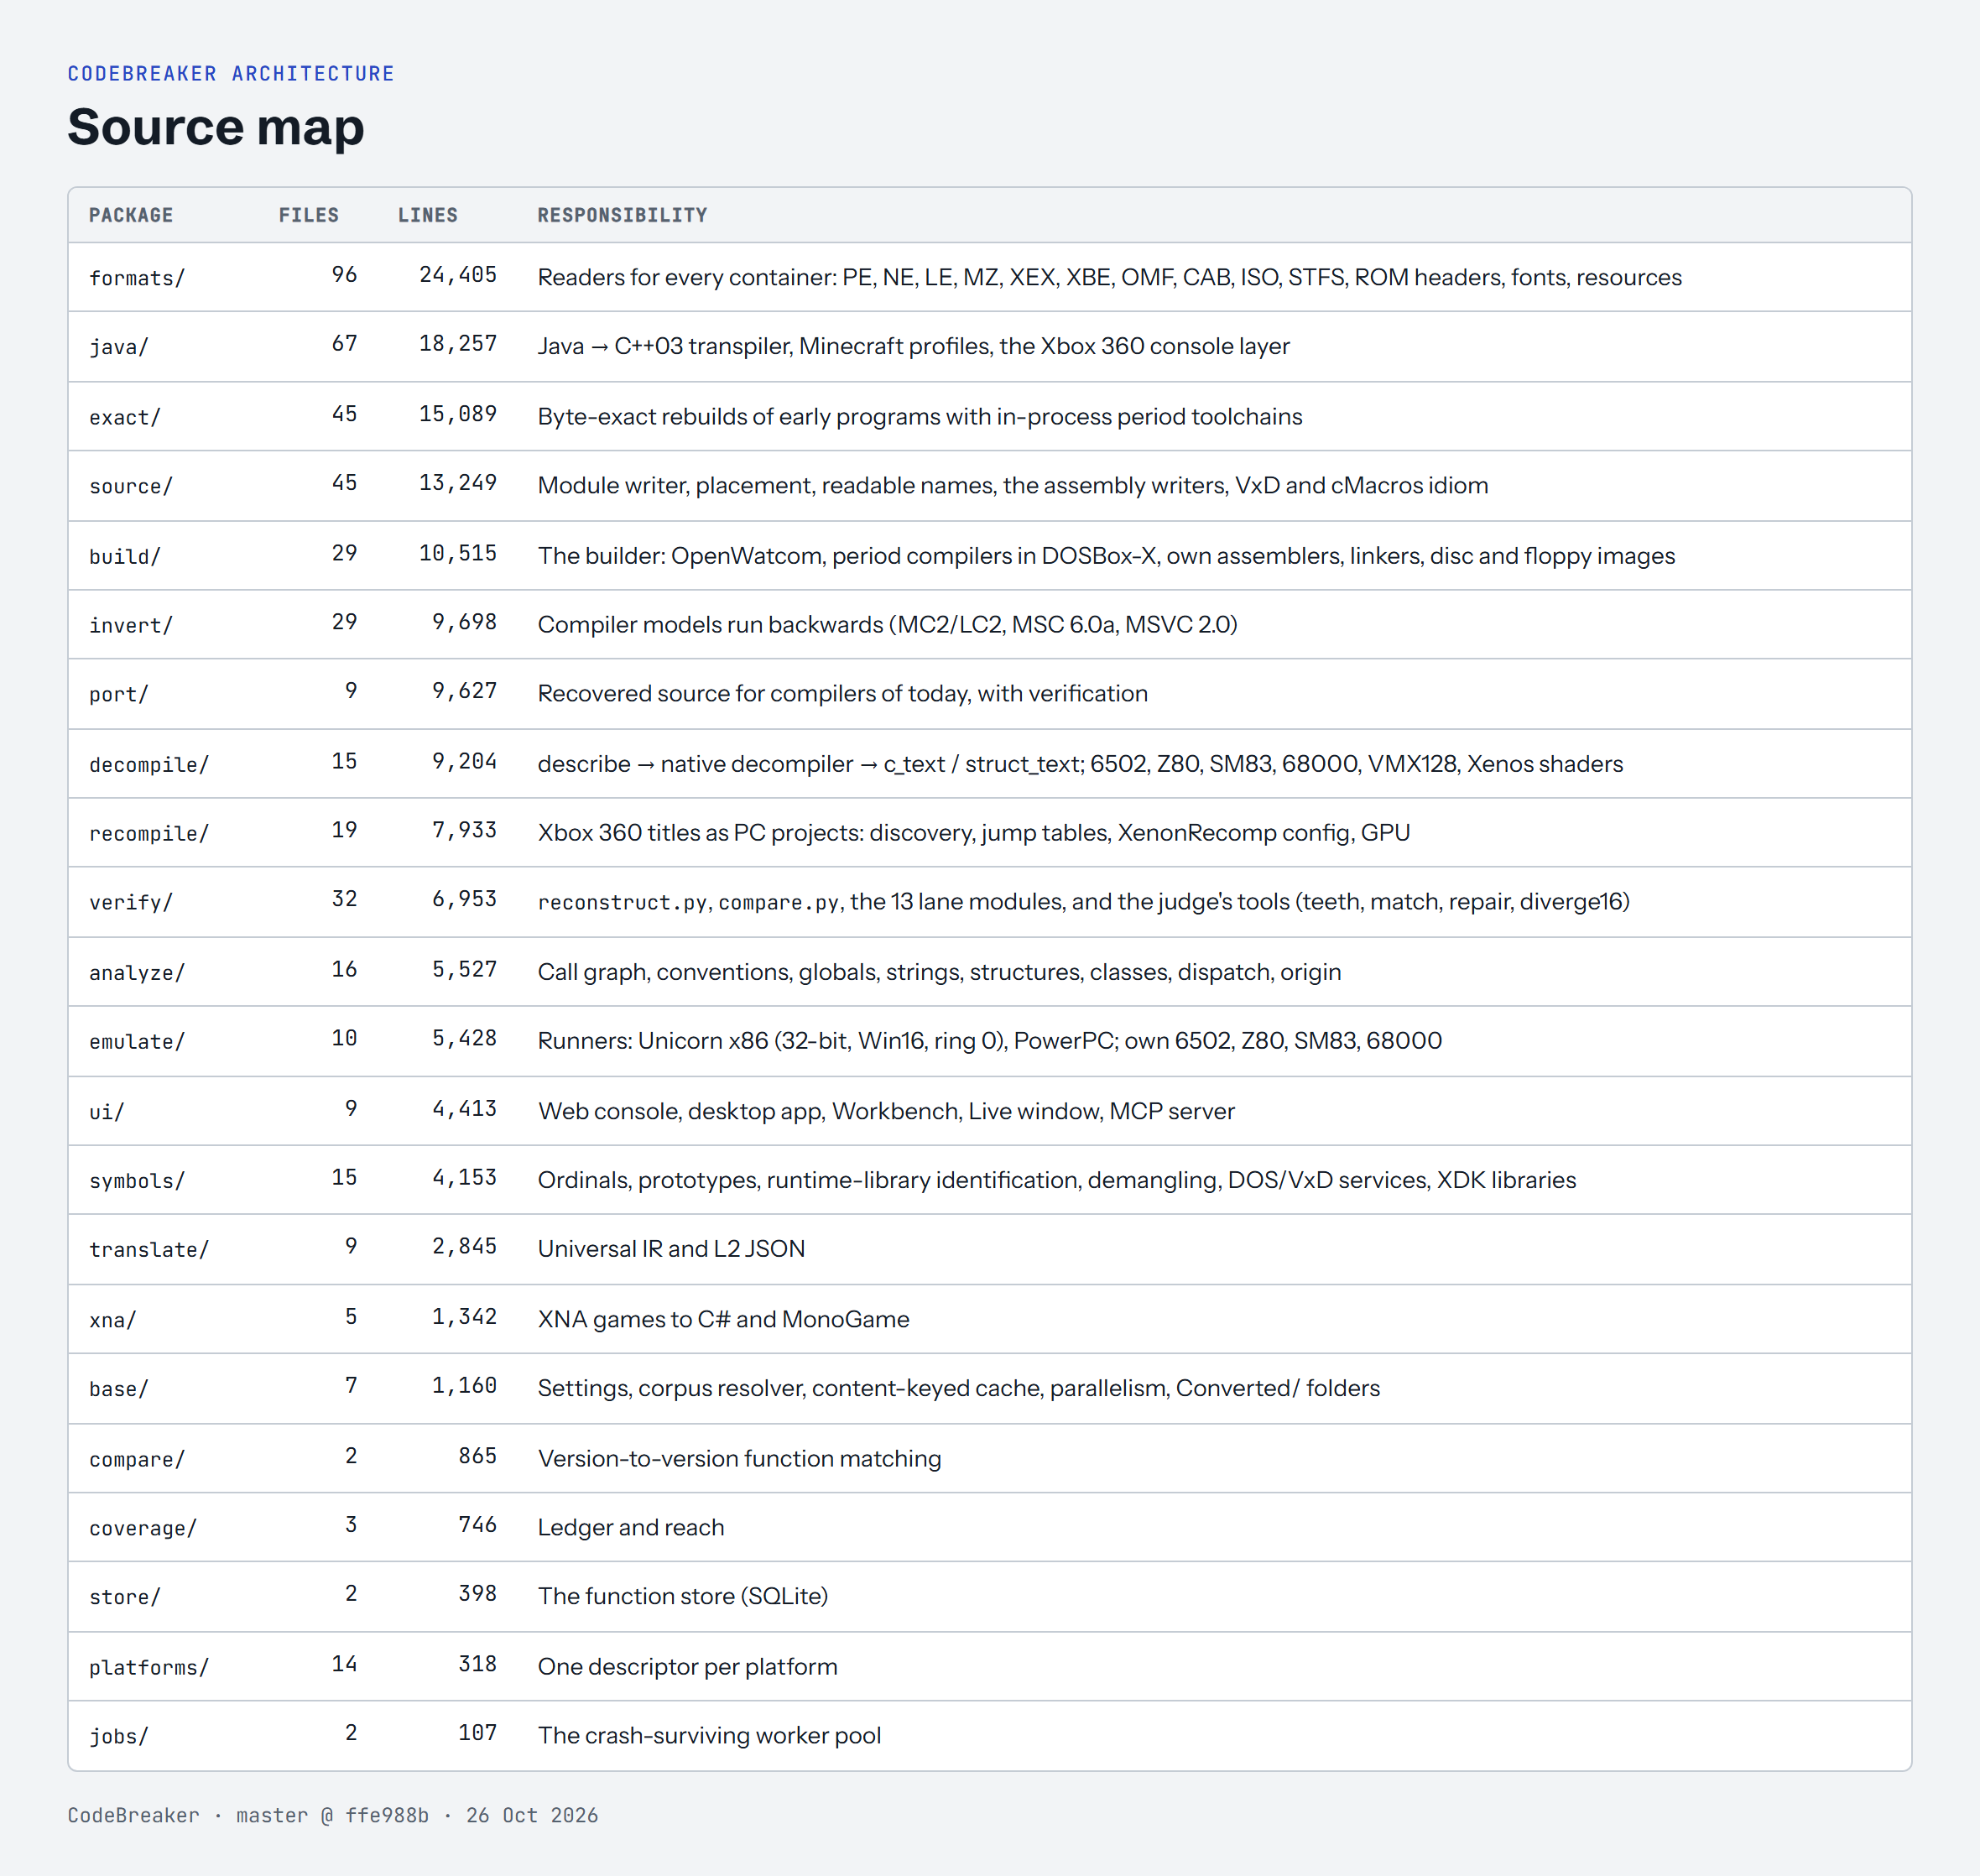 CODEBREAKER ARCHITECTURE
Source map
PACKAGE FILES LINES RESPONSIBILITY
formats/ 96 24,405 Readers for every container: PE, NE, LE, MZ, XEX, XBE, OMF, CAB, ISO, STFS, ROM headers, fonts, resources
java/ 67 18,257 Java → C++03 transpiler, Minecraft profiles, the Xbox 360 console layer
exact/ 45 15,089 Byte-exact rebuilds of early programs with in-process period toolchains
source/ 45 13,249 Module writer, placement, readable names, the assembly writers, VxD and cMacros idiom
build/ 29 10,515 The builder: OpenWatcom, period compilers in DOSBox-X, own assemblers, linkers, disc and floppy images
invert/ 29 9,698 Compiler models run backwards (MC2/LC2, MSC 6.0a, MSVC 2.0)
port/ 9 9,627 Recovered source for compilers of today, with verification
decompile/ 15 9,204 describe → native decompiler → c_text / struct_text; 6502, Z80, SM83, 68000, VMX128, Xenos shaders
recompile/ 19 7,933 Xbox 360 titles as PC projects: discovery, jump tables, XenonRecomp config, GPU
verify/ 32 6,953 reconstruct.py, compare.py, the 13 lane modules, and the judge's tools (teeth, match, repair, diverge16)
analyze/ 16 5,527 Call graph, conventions, globals, strings, structures, classes, dispatch, origin
emulate/ 10 5,428 Runners: Unicorn x86 (32-bit, Win16, ring 0), PowerPC; own 6502, Z80, SM83, 68000
ui/ 9 4,413 Web console, desktop app, Workbench, Live window, MCP server
symbols/ 15 4,153 Ordinals, prototypes, runtime-library identification, demangling, DOS/VxD services, XDK libraries
translate/ 9 2,845 Universal IR and L2 JSON
xna/ 5 1,342 XNA games to C# and MonoGame
base/ 7 1,160 Settings, corpus resolver, content-keyed cache, parallelism, Converted/ folders
compare/ 2 865 Version-to-version function matching
coverage/ 3 746 Ledger and reach
store/ 2 398 The function store (SQLite)
platforms/ 14 318 One descriptor per platform
jobs/ 2 107 The crash-surviving worker pool
CodeBreaker · master @ ffe988b · 26 Oct 2026